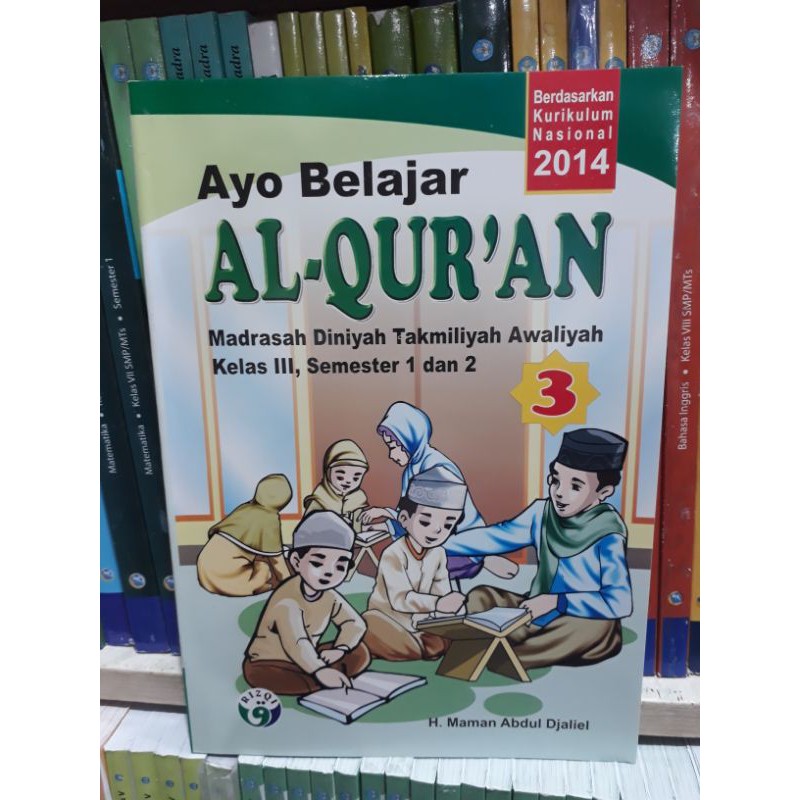 Berdasarkan
Kurikulum
Nasional
2014
Ayo Belajar
AL-QUR'AN
Madrasah Diniyah Takmiliyah Awaliyah
Kelas III, Semester 1 dan 2
3
RIZQI
H. Maman Abdul Djaliel
Matematika
Matematika • Kelas VII SMP/MTs • Semester 1
Bahasa Inggris • Kelas VIII SMP/MTs